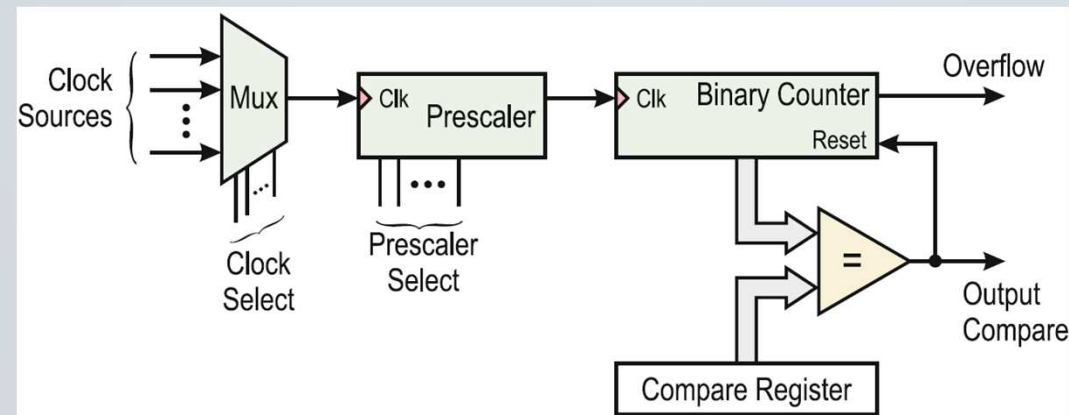 Clock
Sources
Mux
Clk
Prescaler
Clk
Binary Counter
Reset
Overflow
Clock
Select
Prescaler
Select
=
Output
Compare
Compare Register